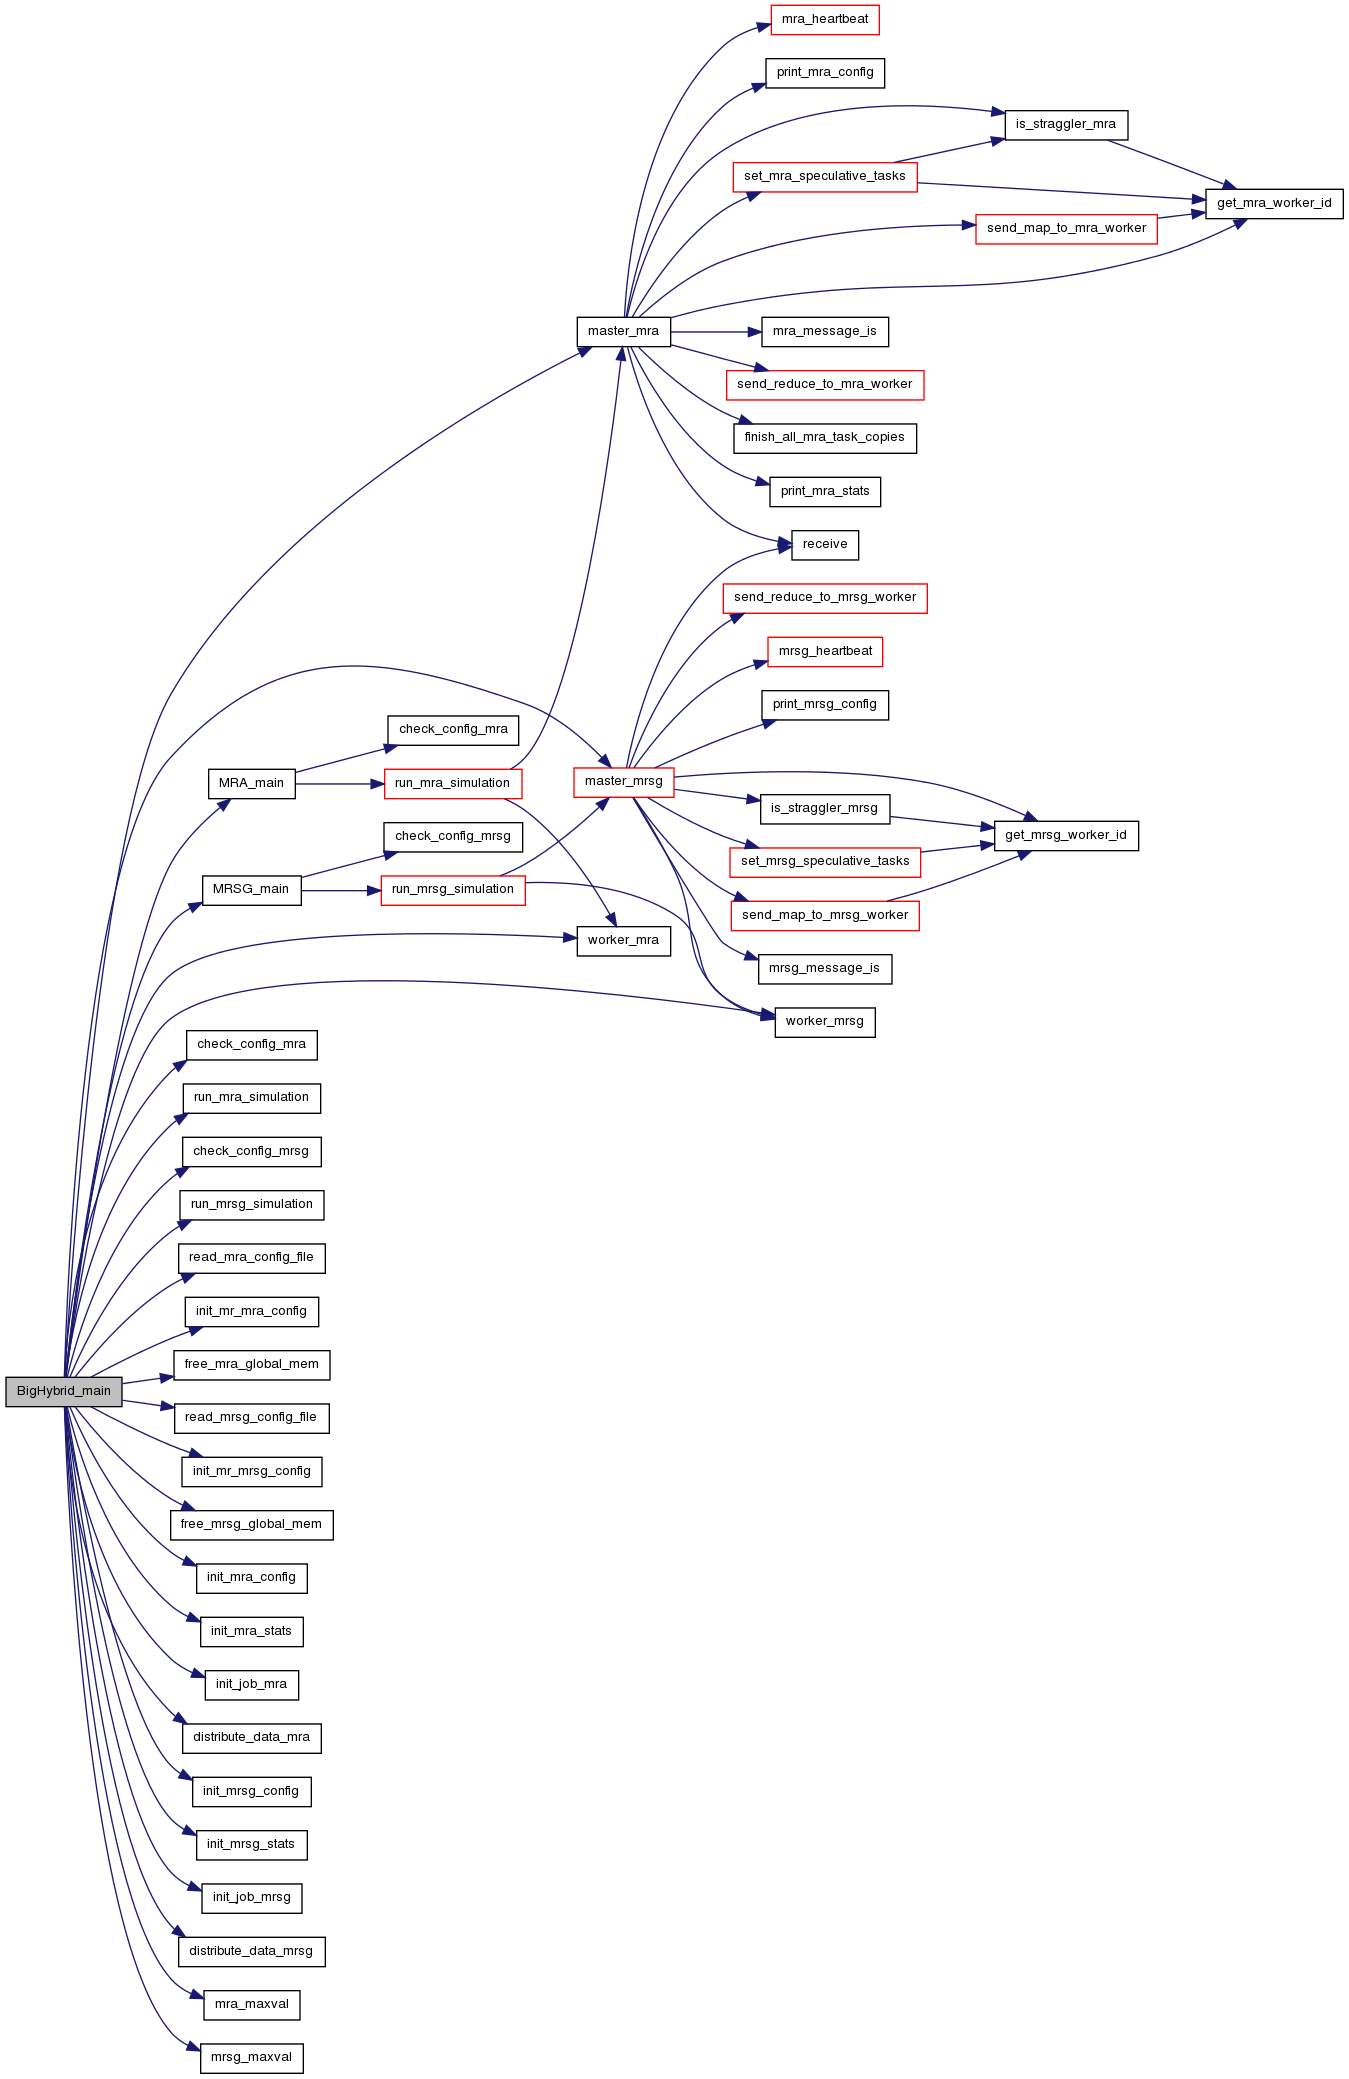 mra_heartbeat
print_mra_config
is_straggler_mra
set_mra_speculative_tasks
get_mra_worker_id
send_map_to_mra_worker
master_mra
mra_message_is
send_reduce_to_mra_worker
finish_all_mra_task_copies
print_mra_stats
receive
send_reduce_to_mrsg_worker
mrsg_heartbeat
print_mrsg_config
check_config_mra
MRA_main
run_mra_simulation
master_mrsg
is_straggler_mrsg
check_config_mrsg
get_mrsg_worker_id
set_mrsg_speculative_tasks
MRSG_main
run_mrsg_simulation
send_map_to_mrsg_worker
worker_mra
mrsg_message_is
worker_mrsg
check_config_mra
run_mra_simulation
check_config_mrsg
run_mrsg_simulation
read_mra_config_file
init_mr_mra_config
free_mra_global_mem
BigHybrid_main
read_mrsg_config_file
init_mr_mrsg_config
free_mrsg_global_mem
init_mra_config
init_mra_stats
init_job_mra
distribute_data_mra
init_mrsg_config
init_mrsg_stats
init_job_mrsg
distribute_data_mrsg
mra_maxval
mrsg_maxval